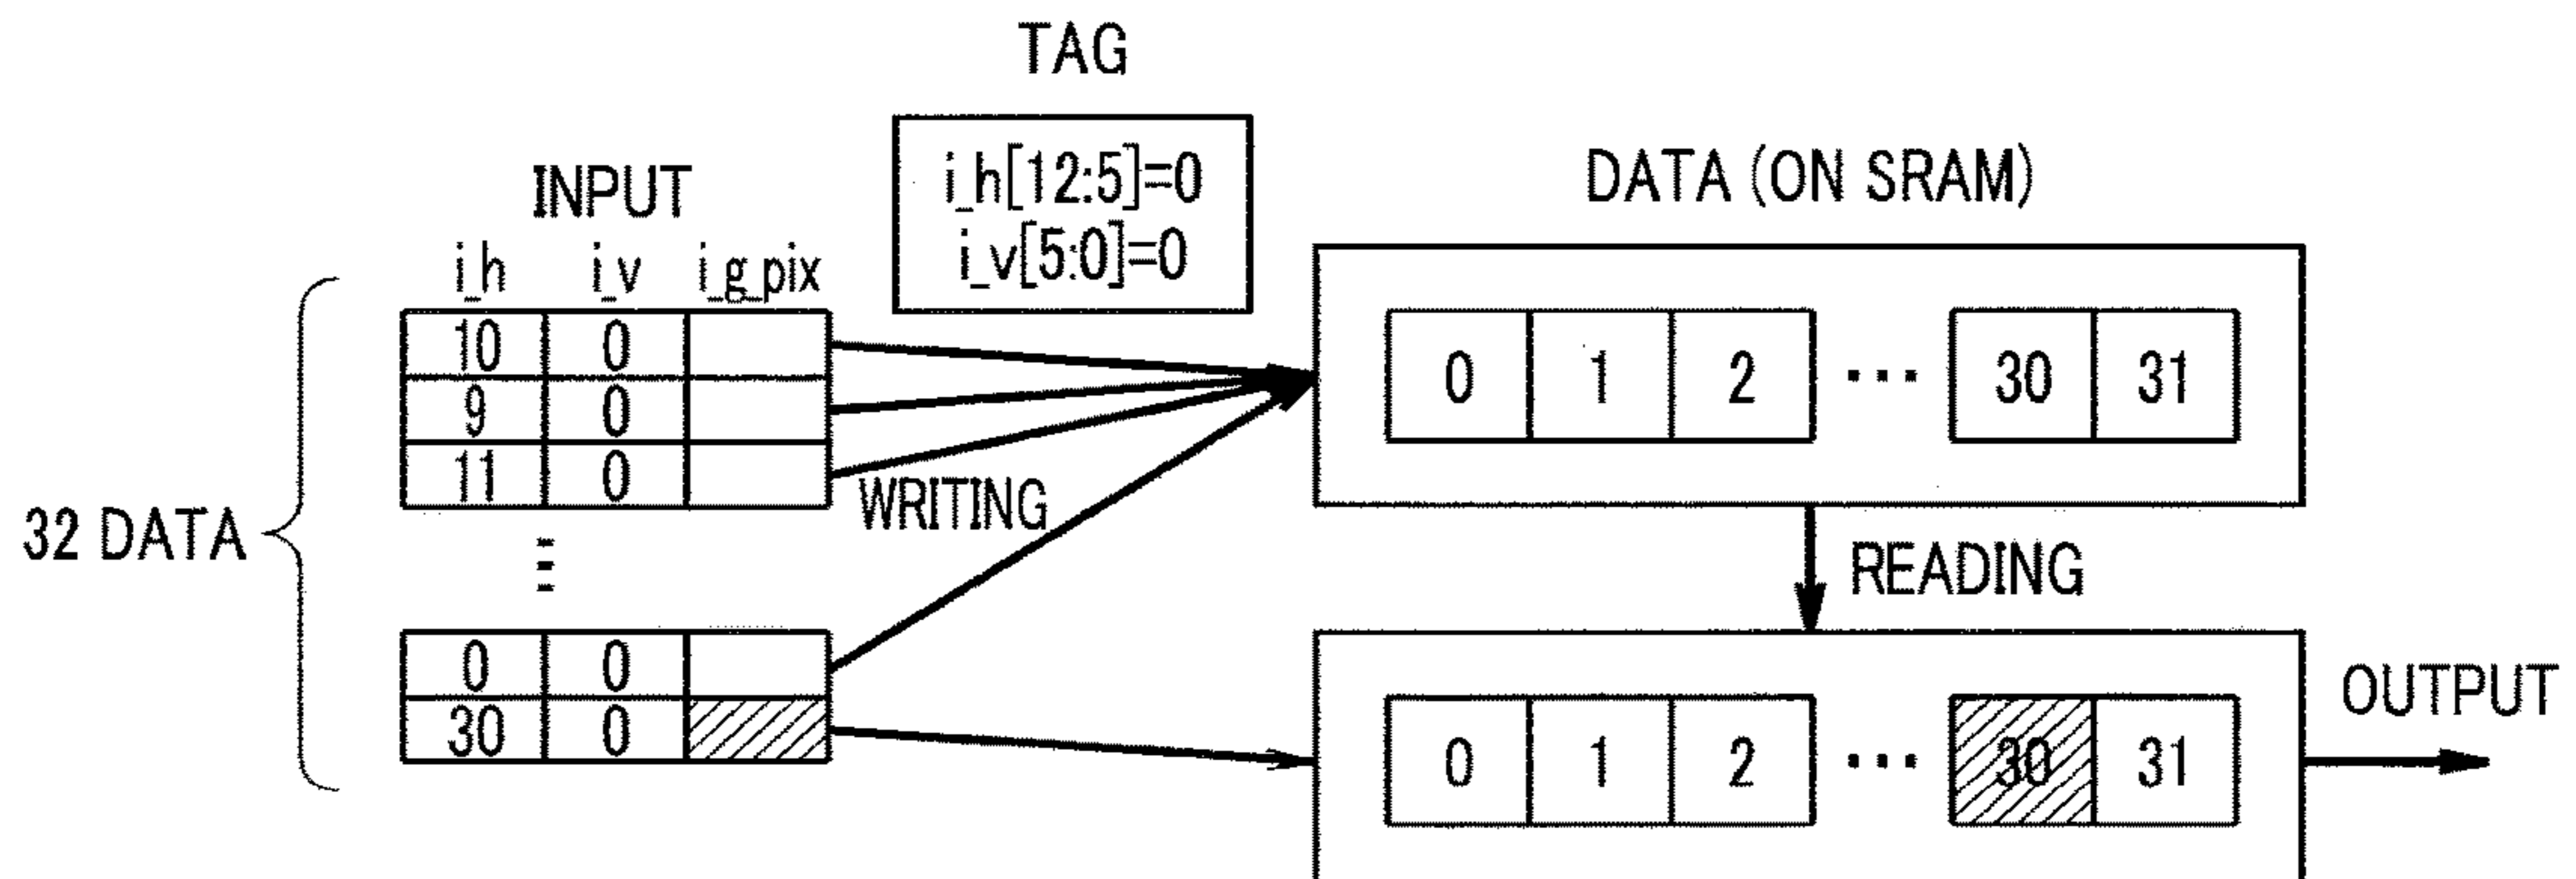 TAG
i_h[12:5]=0
i_v[5:0]=0
INPUT
i_h i_v i_g_pix
10 0
9 0
11 0
0 0
30 0
32 DATA
WRITING
DATA (ON SRAM)
0 1 2 ... 30 31
READING
0 1 2 ... 30 31
OUTPUT